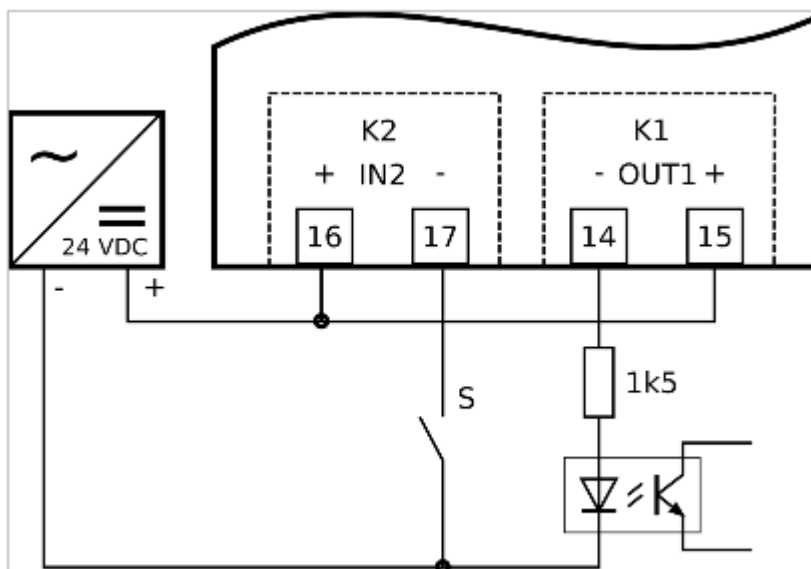 K2 K1
+ IN2 - - OUT1 +
16 17 14 15
24 VDC
- +
S
1k5